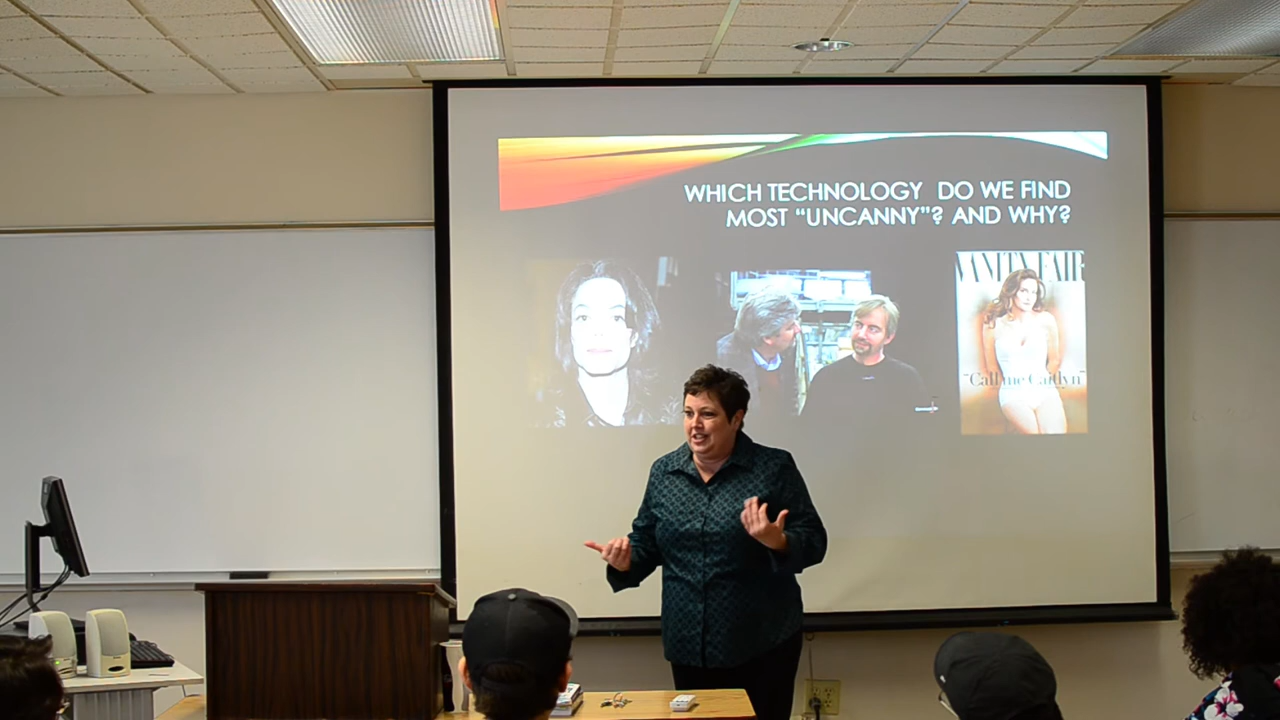 WHICH TECHNOLOGY DO WE FIND
MOST “UNCANNY”? AND WHY?
VANITY FAIR
“Call me Caitlyn”